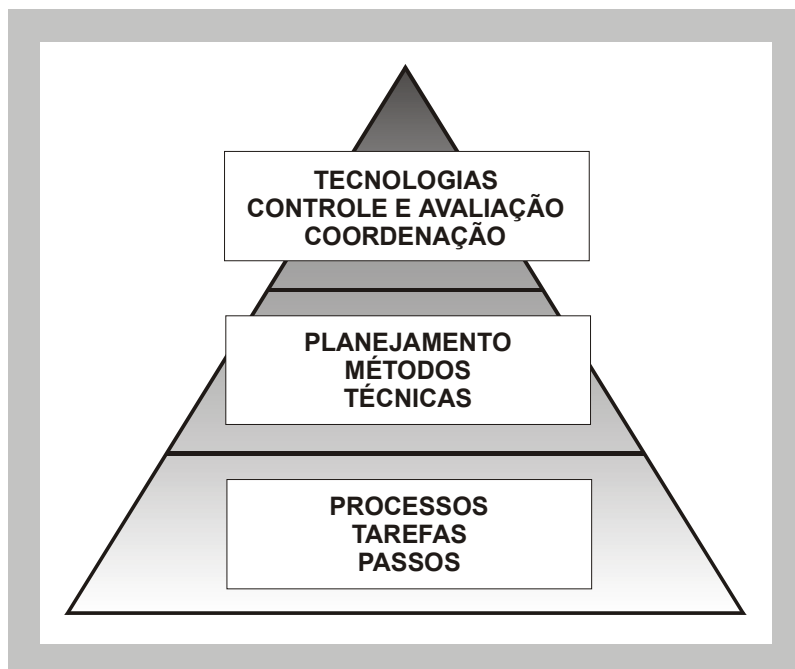 TECNOLOGIAS
CONTROLE E AVALIAÇÃO
COORDENAÇÃO
PLANEJAMENTO
MÉTODOS
TÉCNICAS
PROCESSOS
TAREFAS
PASSOS